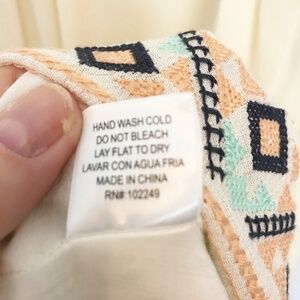 HAND WASH COLD
DO NOT BLEACH
LAY FLAT TO DRY
LAVAR CON AGUA FRIA
MADE IN CHINA
RN#:102249